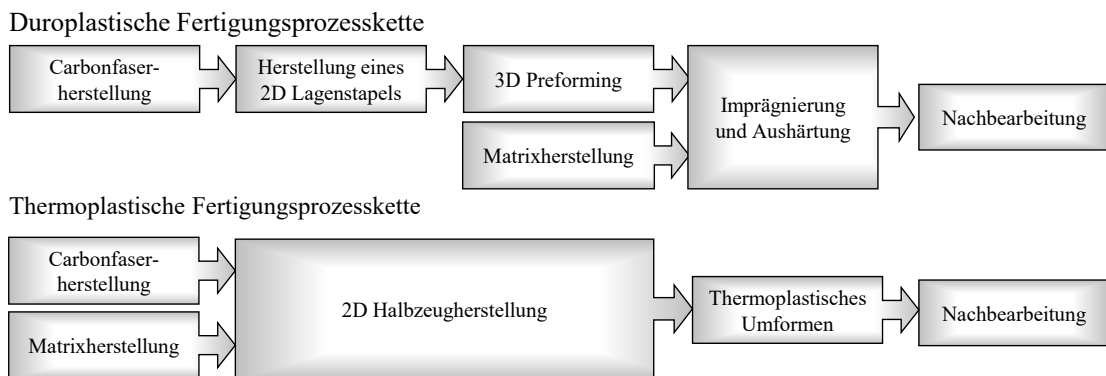 Duroplastische Fertigungsprozesskette
Carbonfaser-
herstellung
Herstellung eines
2D Lagenstapels
3D Preforming
Matrixherstellung
Imprägnierung
und Aushärtung
Nachbearbeitung
Thermoplastische Fertigungsprozesskette
Carbonfaser-
herstellung
Matrixherstellung
2D Halbzeugherstellung
Thermoplastisches
Umformen
Nachbearbeitung